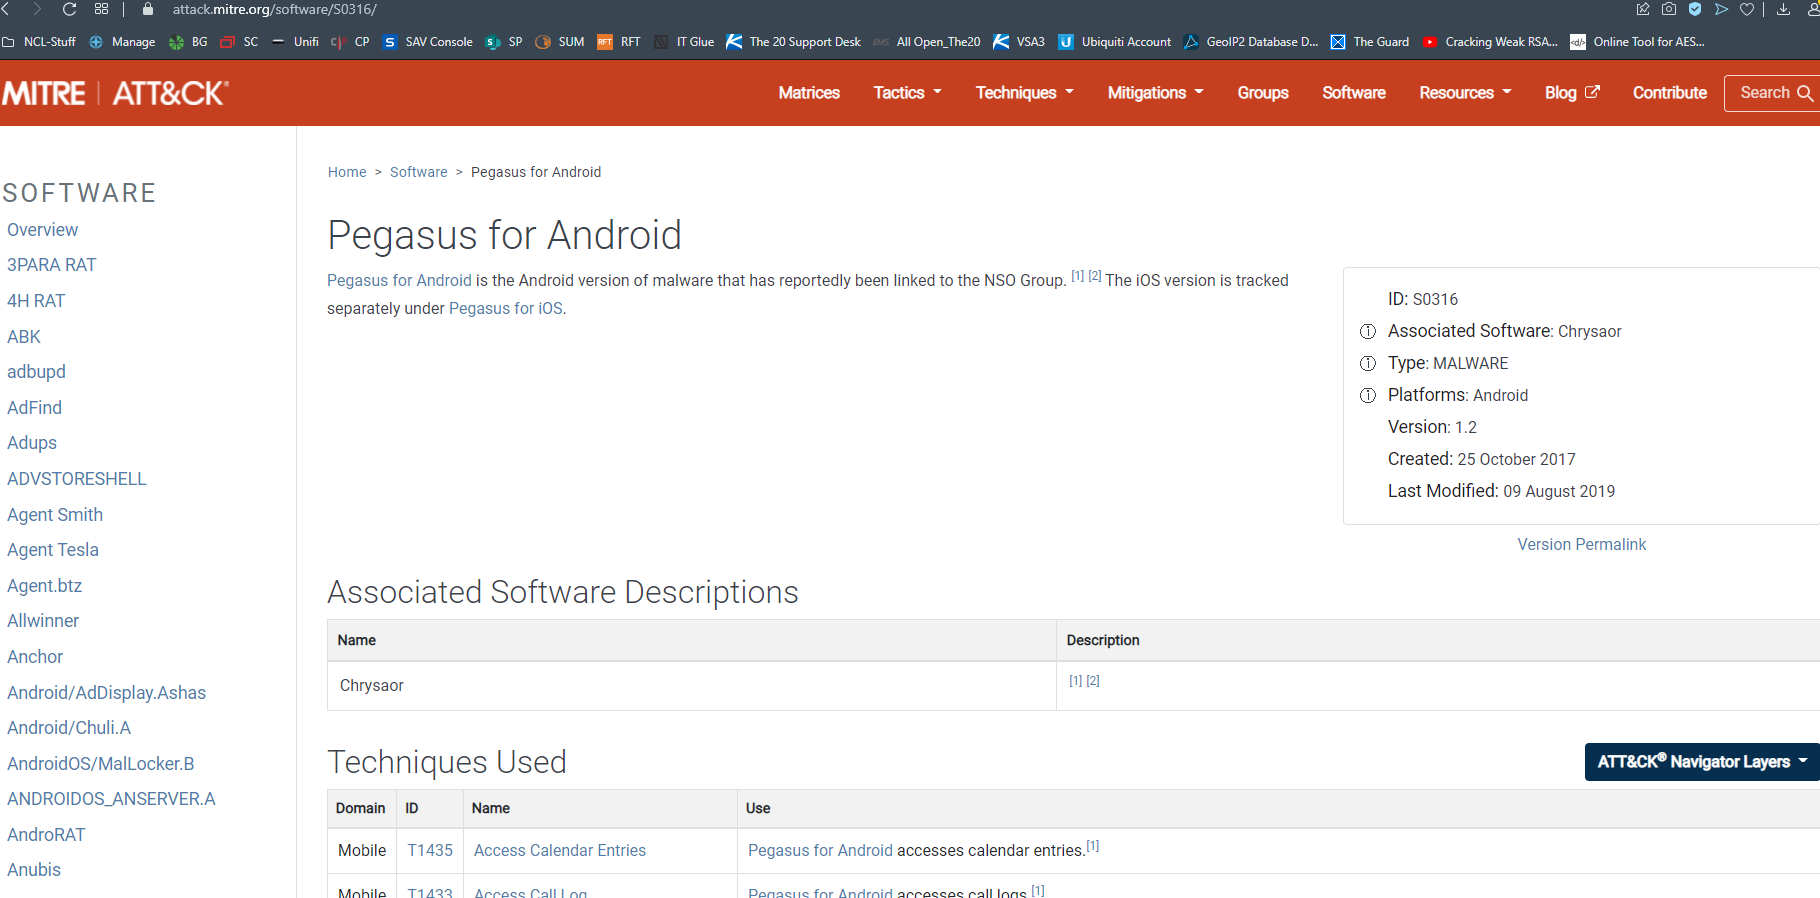 attack.mitre.org/software/S0316/
NCL-Stuff Manage BG SC Unifi CP SAV Console SP SUM RFT RFT IT Glue The 20 Support Desk BMS All Open_The20 VSA3 Ubiquiti Account GeoIP2 Database D... The Guard Cracking Weak RSA... Online Tool for AES...
MITRE | ATT&CK®
Matrices Tactics Techniques Mitigations Groups Software Resources Blog Contribute Search
SOFTWARE
Overview
3PARA RAT
4H RAT
ABK
adbupd
AdFind
Adups
ADVSTORESHELL
Agent Smith
Agent Tesla
Agent.btz
Allwinner
Anchor
Android/AdDisplay.Ashas
Android/Chuli.A
AndroidOS/MalLocker.B
ANDROIDOS_ANSERVER.A
AndroRAT
Anubis
Home > Software > Pegasus for Android
Pegasus for Android
Pegasus for Android is the Android version of malware that has reportedly been linked to the NSO Group. [1] [2] The iOS version is tracked
separately under Pegasus for iOS.
ID: S0316
Associated Software: Chrysaor
Type: MALWARE
Platforms: Android
Version: 1.2
Created: 25 October 2017
Last Modified: 09 August 2019
Version Permalink
Associated Software Descriptions
Name Description
Chrysaor [1] [2]
Techniques Used
ATT&CK® Navigator Layers
Domain ID Name Use
Mobile T1435 Access Calendar Entries Pegasus for Android accesses calendar entries.[1]
Mobile T1433 Access Call Log Pegasus for Android accesses call logs.[1]